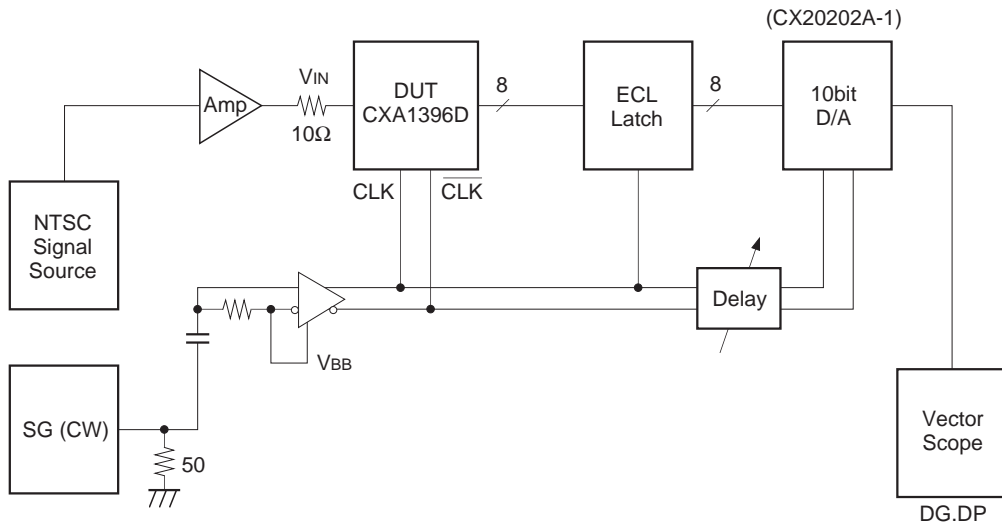 (CX20202A-1)
Amp
VIN
10Ω
DUT
CXA1396D
8
ECL
Latch
8
10bit
D/A
CLK
CLK
NTSC
Signal
Source
Delay
VBB
SG (CW)
50
Vector
Scope
DG.DP